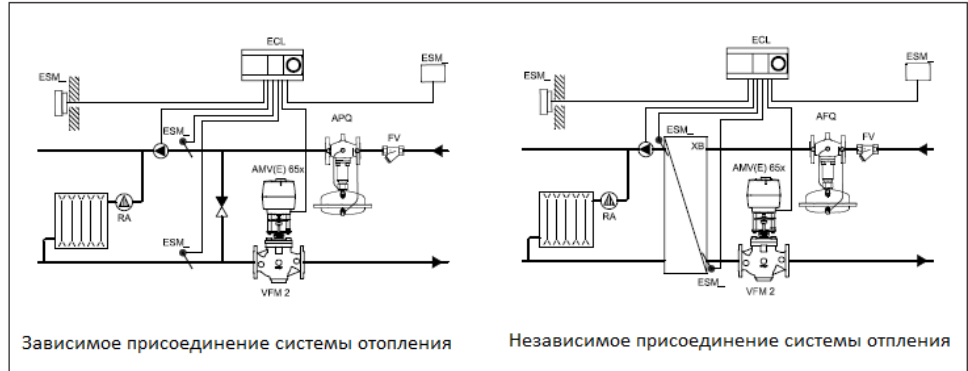 ECL
ESM_
ESM_
APQ
ESM_
FV
AMV(E) 65x
RA
ESM_
VFM 2
Зависимое присоединение системы отопления
ECL
ESM_
ESM_
AFQ
ESM_
XB
FV
AMV(E) 65x
RA
ESM_
VFM 2
Независимое присоединение системы отпления